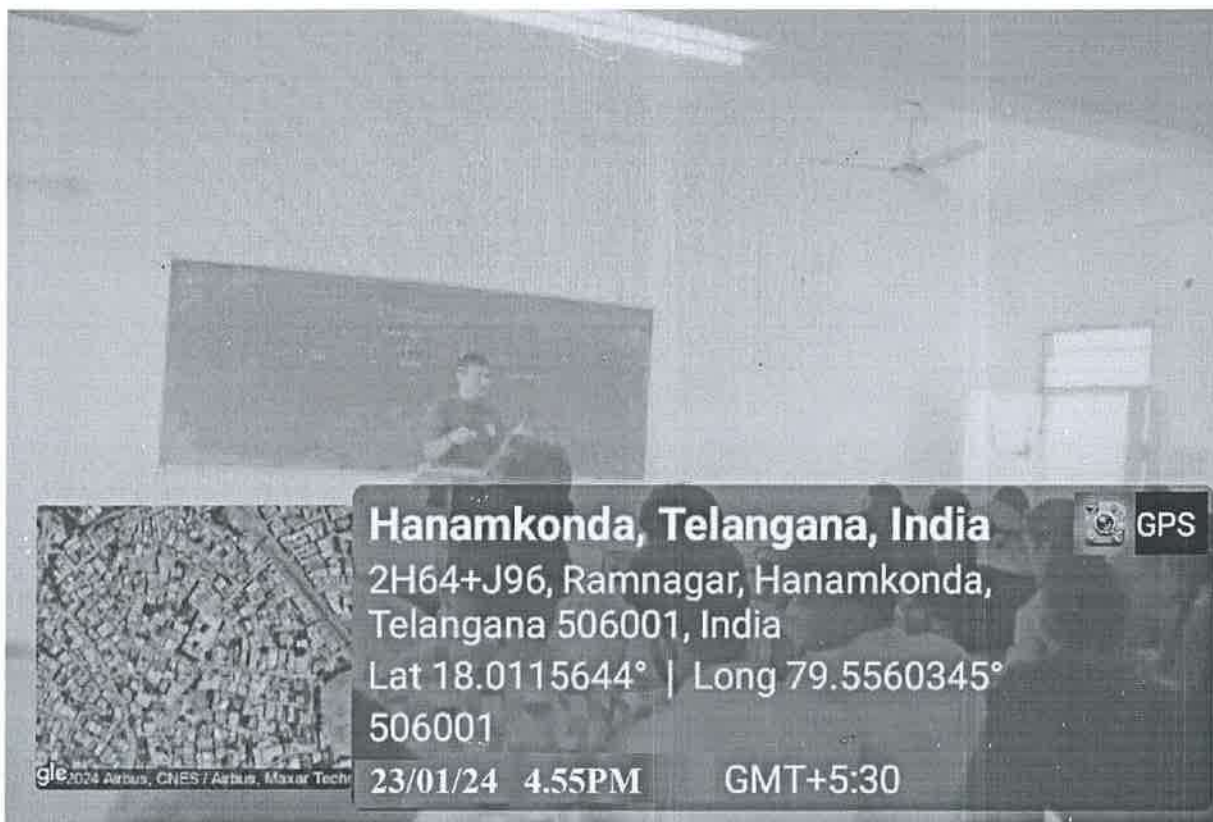 Hanamkonda, Telangana, India
GPS
2H64+J96, Ramnagar, Hanamkonda,
Telangana 506001, India
Lat 18.0115644° | Long 79.5560345°
506001
23/01/24 4.55PM GMT+5:30
gle 2024 Airbus, CNES / Airbus, Maxar Techn